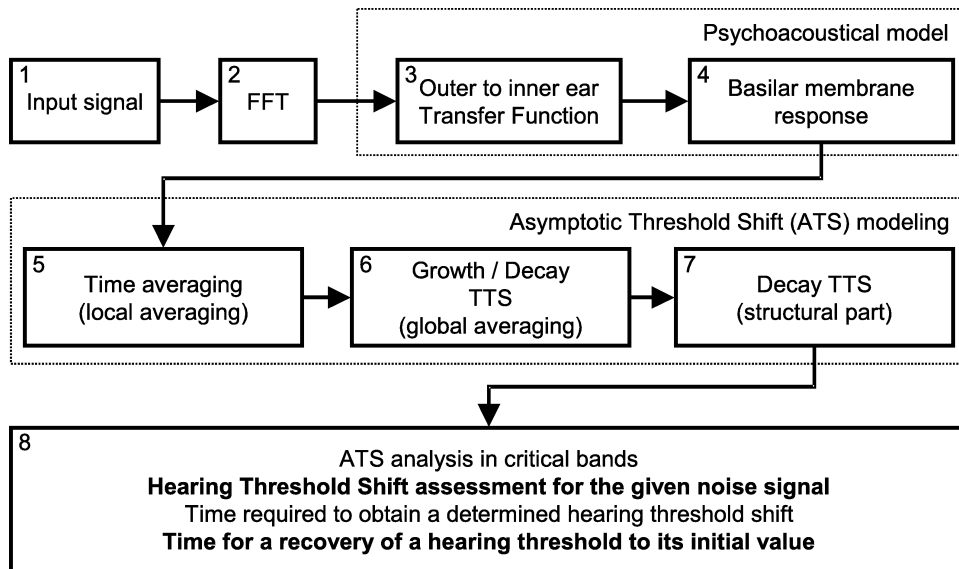 Psychoacoustical model
1
Input signal
2
FFT
3
Outer to inner ear
Transfer Function
4
Basilar membrane
response
Asymptotic Threshold Shift (ATS) modeling
5
Time averaging
(local averaging)
6
Growth / Decay
TTS
(global averaging)
7
Decay TTS
(structural part)
8
ATS analysis in critical bands
Hearing Threshold Shift assessment for the given noise signal
Time required to obtain a determined hearing threshold shift
Time for a recovery of a hearing threshold to its initial value